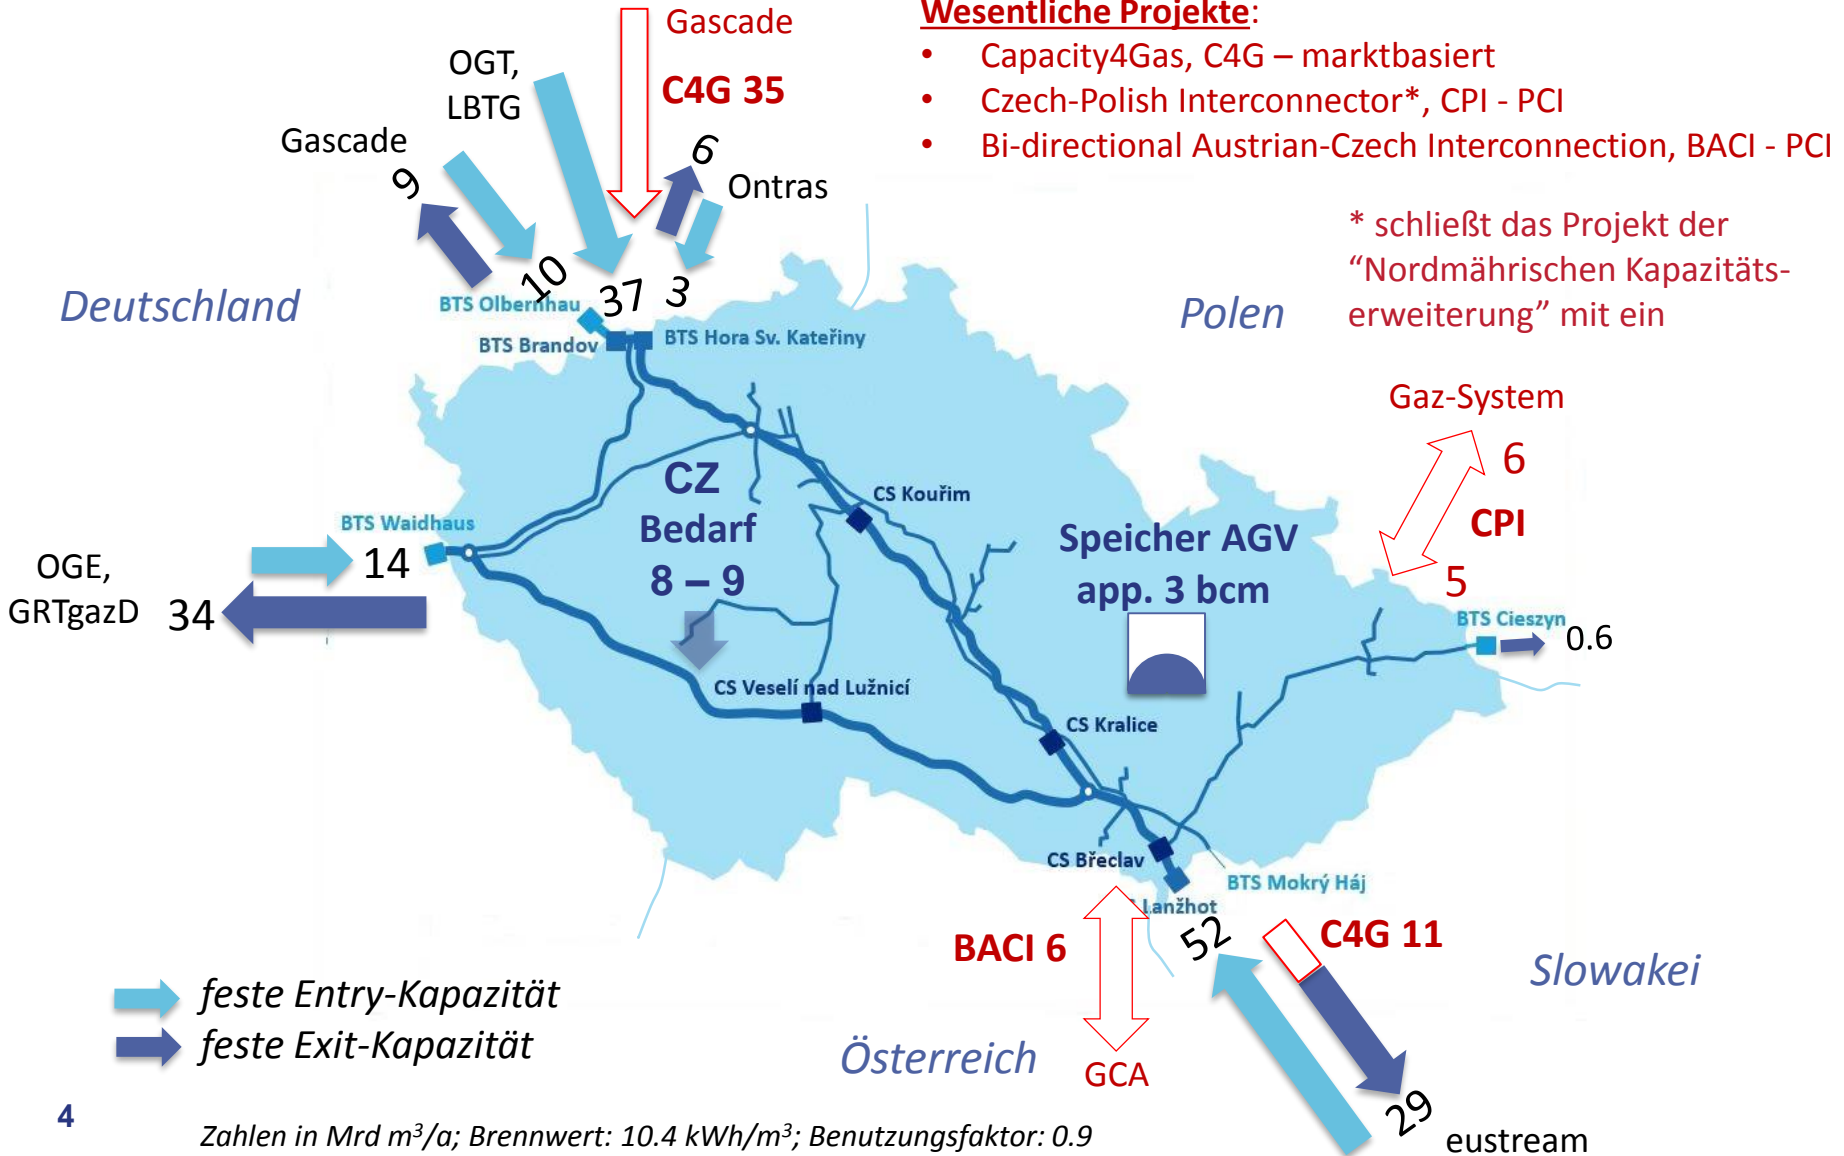 Wesentliche Projekte:
• Capacity4Gas, C4G – marktbasiert
• Czech-Polish Interconnector*, CPI - PCI
• Bi-directional Austrian-Czech Interconnection, BACI - PCI
* schließt das Projekt der
“Nordmährischen Kapazitäts-
erweiterung” mit ein
Gascade
C4G 35
OGT,
LBTG
Gascade
9
10
37
6
Ontras
3
Deutschland
Polen
BTS Olbernhau
BTS Brandov
BTS Hora Sv. Kateřiny
Gaz-System
6
CPI
5
BTS Cieszyn
0.6
CZ
Bedarf
8 – 9
CS Kouřim
Speicher AGV
app. 3 bcm
BTS Waidhaus
14
OGE,
GRTgazD
34
CS Veselí nad Lužnicí
CS Kralice
CS Břeclav
BTS Mokrý Háj
Lanžhot
BACI 6
52
C4G 11
Slowakei
Österreich
GCA
29
eustream
feste Entry-Kapazität
feste Exit-Kapazität
4
Zahlen in Mrd m³/a; Brennwert: 10.4 kWh/m³; Benutzungsfaktor: 0.9